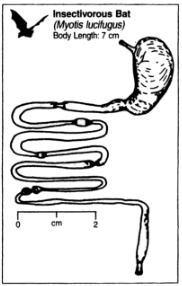 Insectivorous Bat
(Myotis lucifugus)
Body Length: 7 cm
0 cm 2